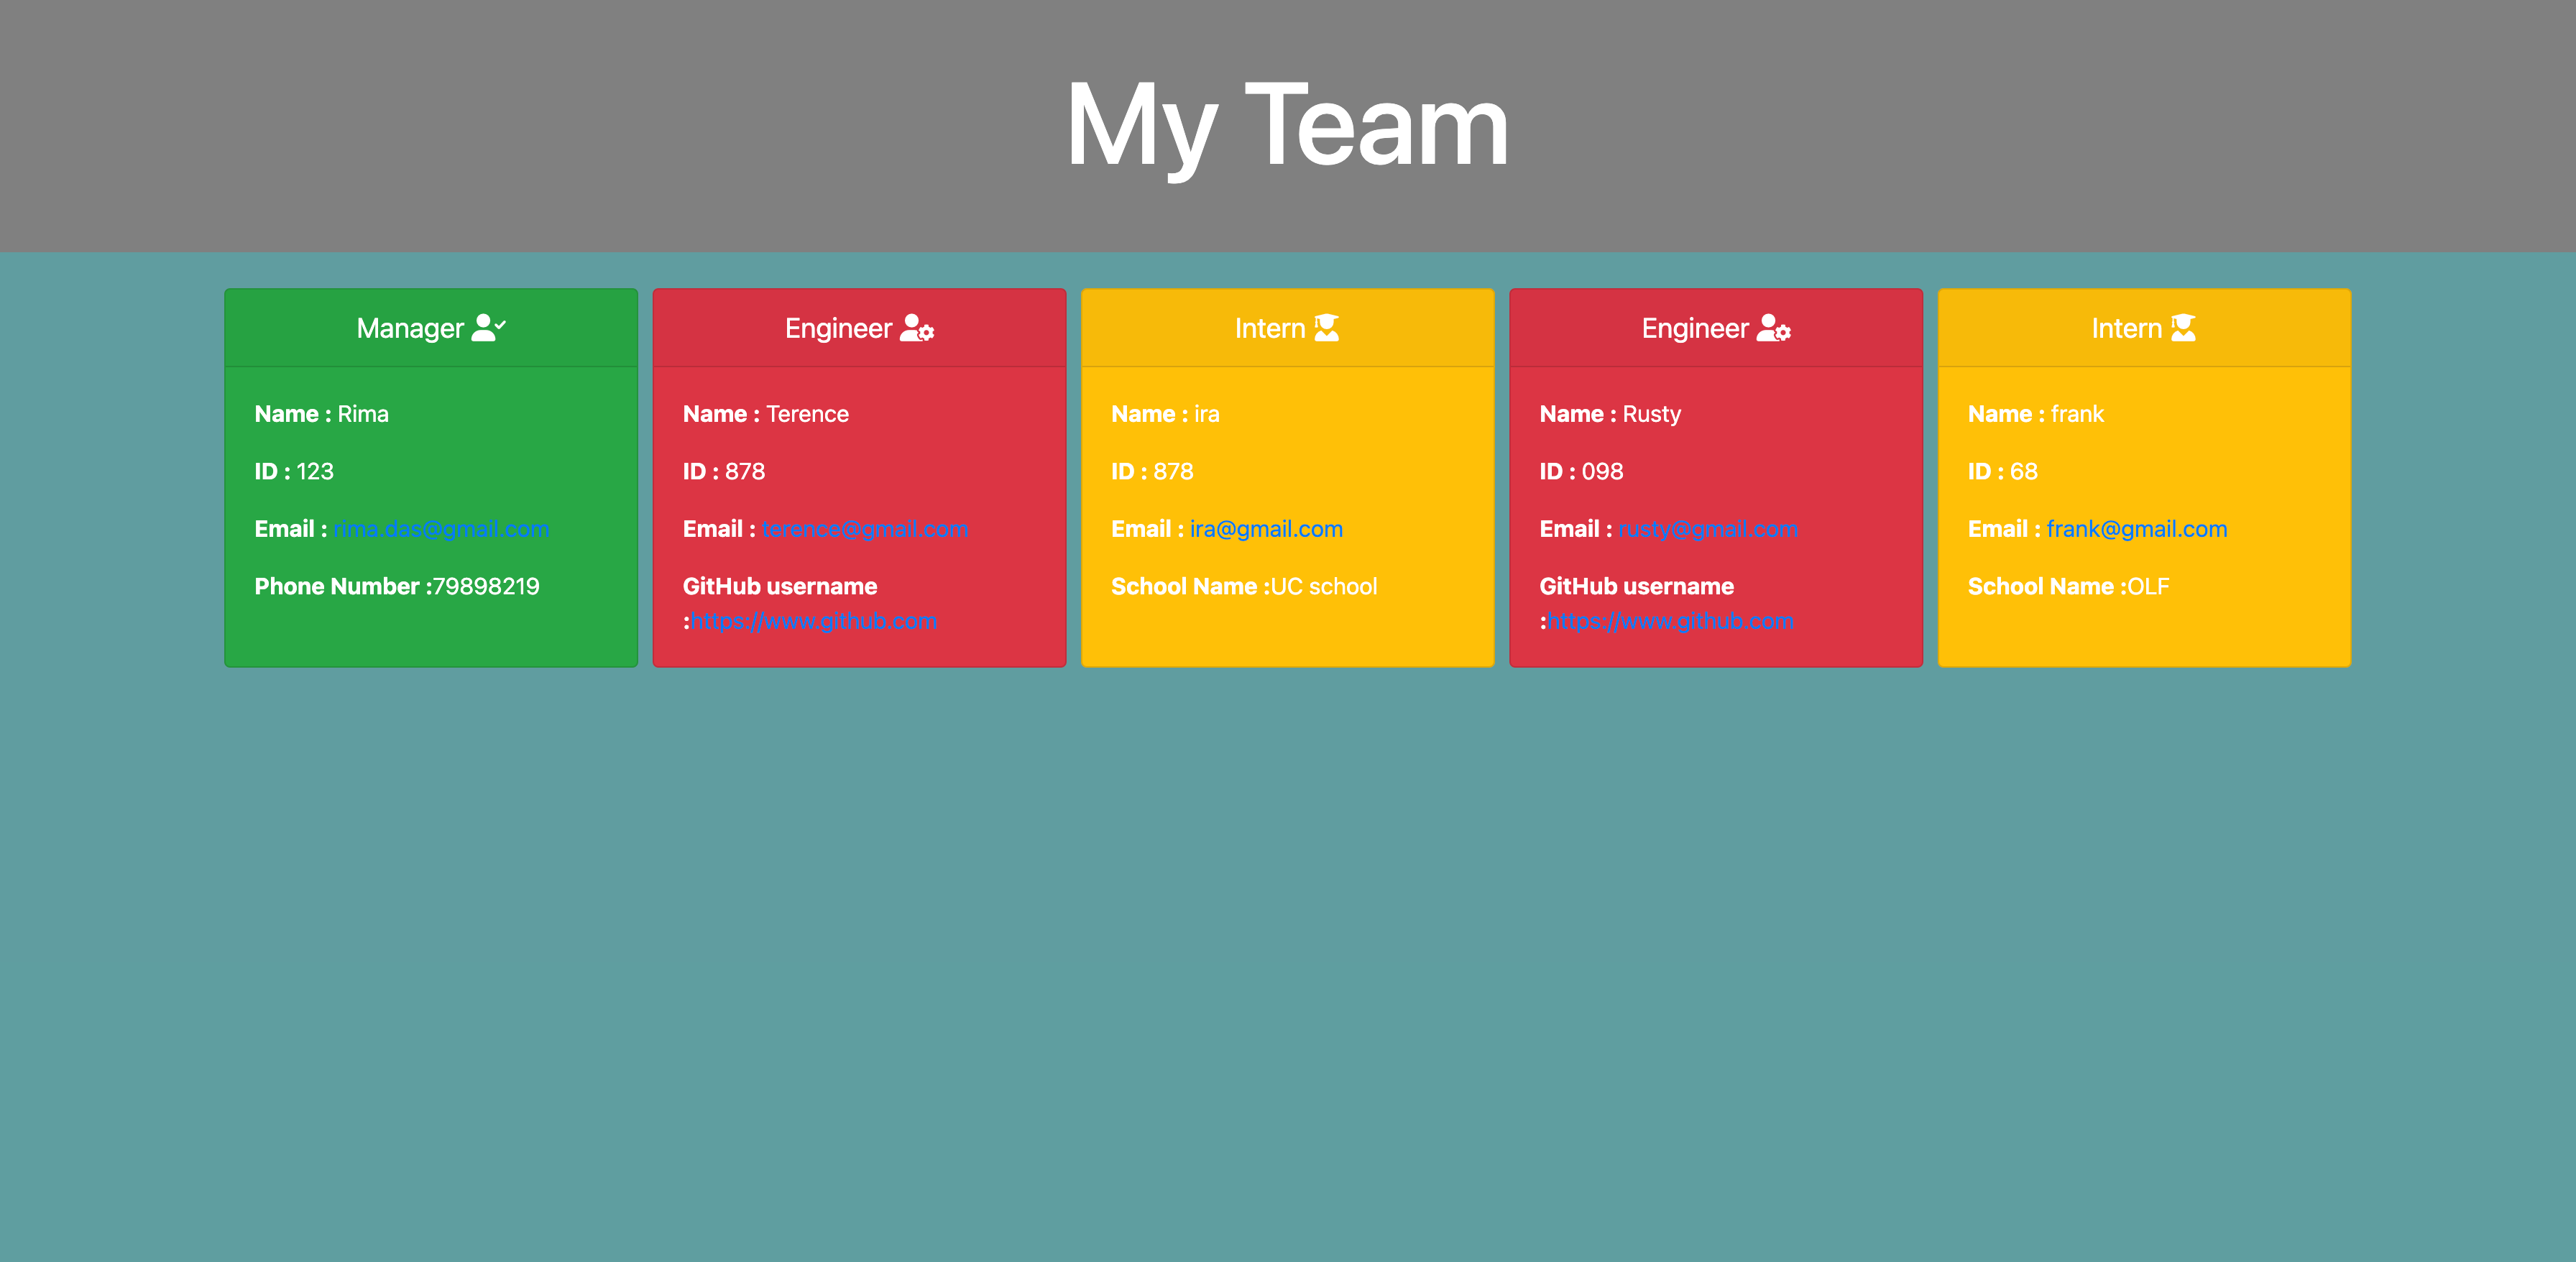 My Team
Manager
Name : Rima
ID : 123
Email : rima.das@gmail.com
Phone Number :79898219
Engineer
Name : Terence
ID : 878
Email : terence@gmail.com
GitHub username
:https://www.github.com
Intern
Name : ira
ID : 878
Email : ira@gmail.com
School Name :UC school
Engineer
Name : Rusty
ID : 098
Email : rusty@gmail.com
GitHub username
:https://www.github.com
Intern
Name : frank
ID : 68
Email : frank@gmail.com
School Name :OLF